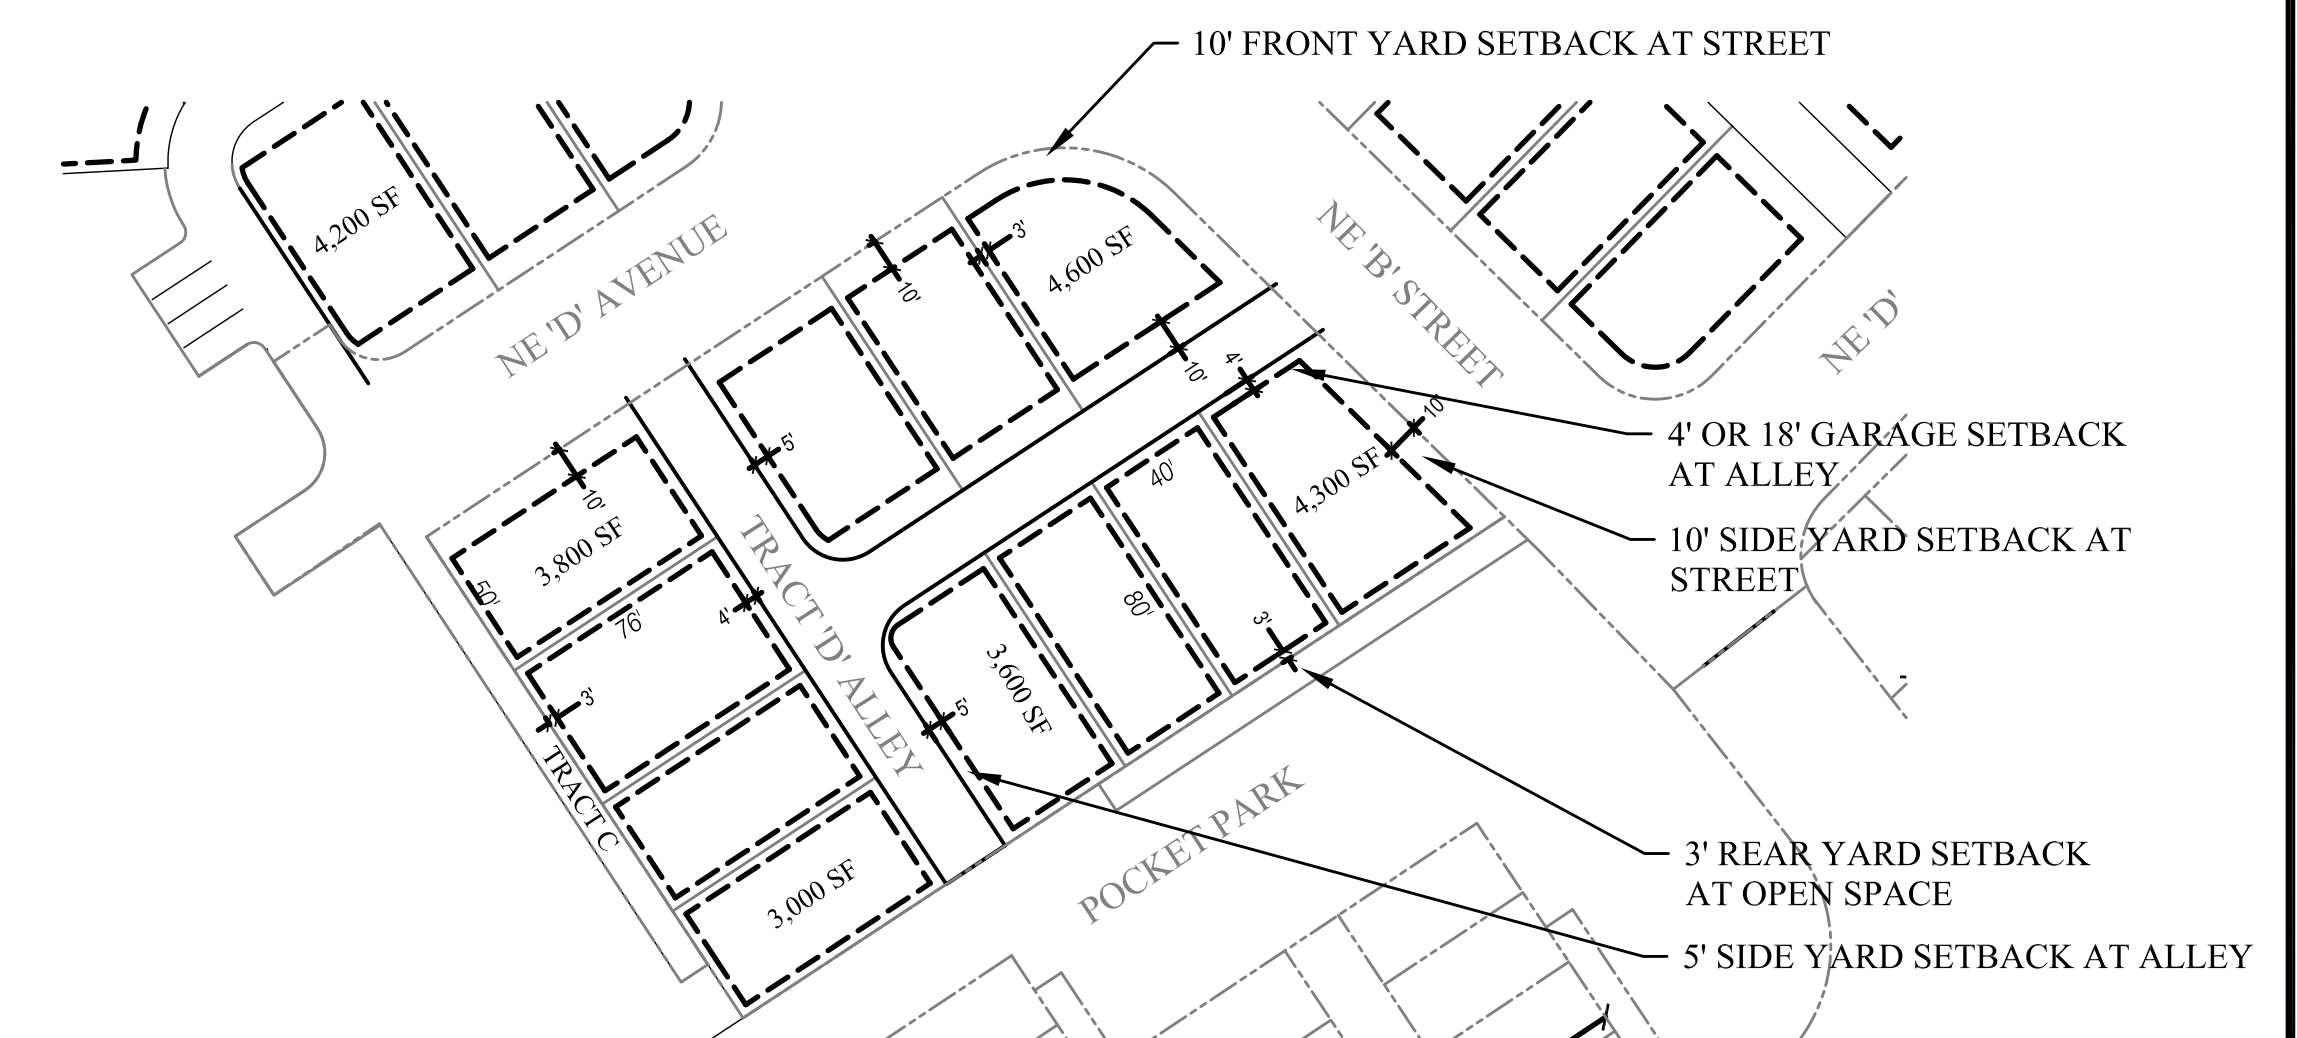 10' FRONT YARD SETBACK AT STREET
4,200 SF
NE 'D' AVENUE
3'
4,600 SF
10'
NE 'B' STREET
NE 'D'
10'
4'
10'
5'
4' OR 18' GARAGE SETBACK
AT ALLEY
10'
3,800 SF
50'
40'
4,300 SF
10' SIDE YARD SETBACK AT
STREET
76'
4'
TRACT 'D' ALLEY
80'
3'
3'
3,600 SF
5'
TRACT C
3,000 SF
POCKET PARK
3' REAR YARD SETBACK
AT OPEN SPACE
5' SIDE YARD SETBACK AT ALLEY